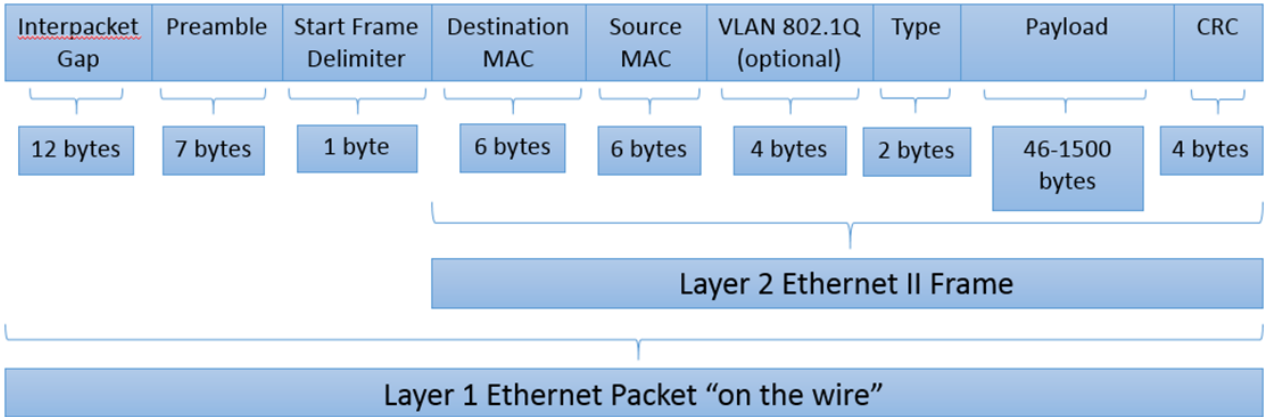 Interpacket
Gap
Preamble
Start Frame
Delimiter
Destination
MAC
Source
MAC
VLAN 802.1Q
(optional)
Type
Payload
CRC
12 bytes
7 bytes
1 byte
6 bytes
6 bytes
4 bytes
2 bytes
46-1500
bytes
4 bytes
Layer 2 Ethernet II Frame
Layer 1 Ethernet Packet “on the wire”